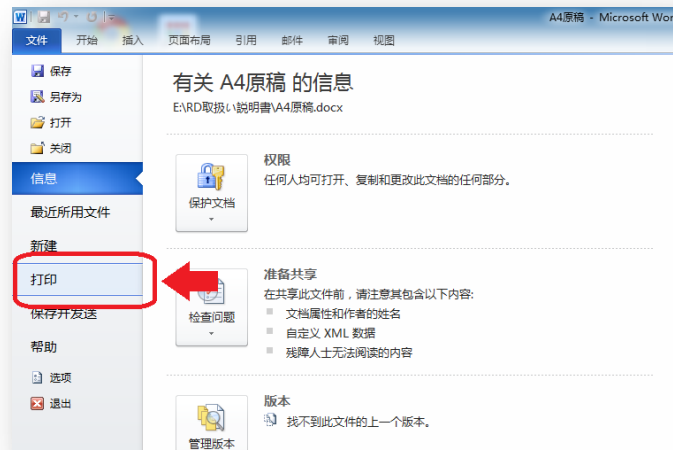 A4原稿 - Microsoft Wor
文件 开始 插入 页面布局 引用 邮件 审阅 视图
保存
另存为
打开
关闭
信息
最近所用文件
新建
打印
保存并发送
帮助
选项
退出
有关 A4原稿 的信息
E:\RD取扱い説明書\A4原稿.docx
保护文档
权限
任何人均可打开、复制和更改此文档的任何部分。
检查问题
准备共享
在共享此文件前，请注意其包含以下内容:
文档属性和作者的姓名
自定义 XML 数据
残障人士无法阅读的内容
管理版本
版本
找不到此文件的上一个版本。